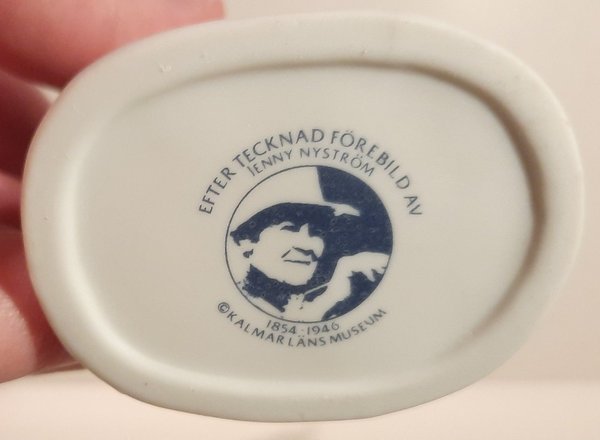 EFTER TECKNAD FÖREBILD AV
JENNY NYSTRÖM
1854-1946
©KALMAR LÄNS MUSEUM